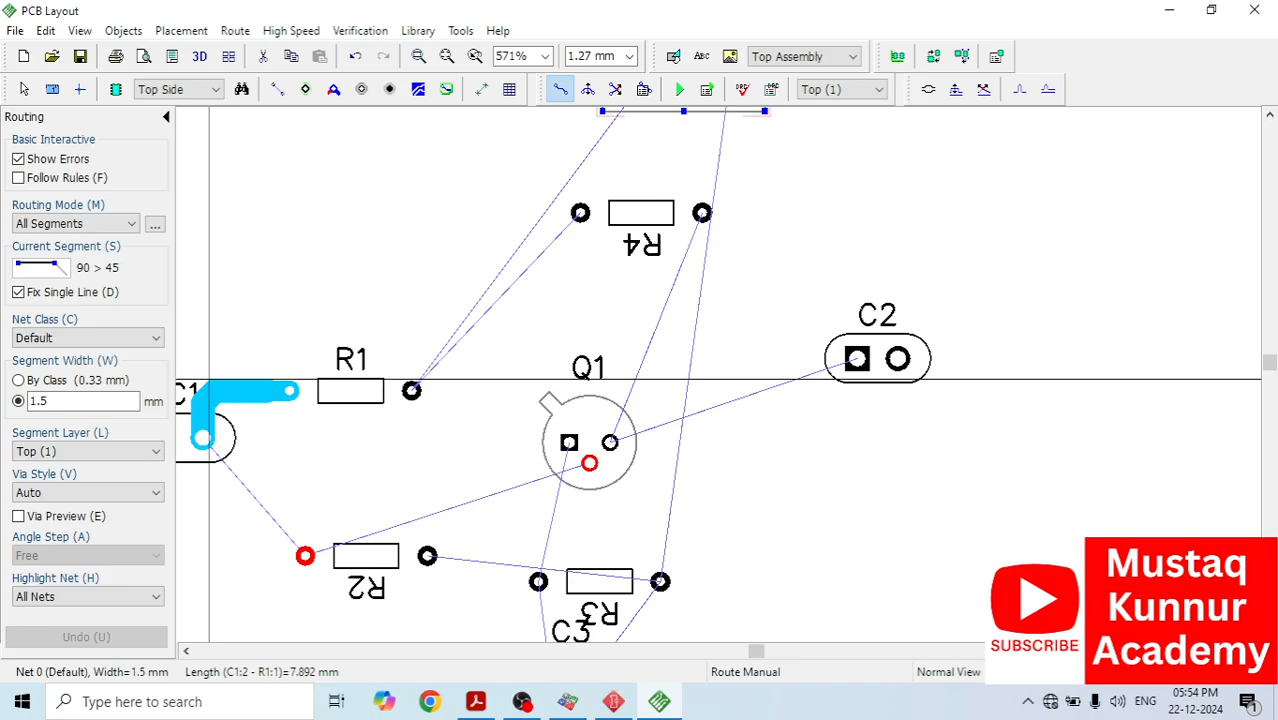 PCB Layout
File Edit View Objects Placement Route High Speed Verification Library Tools Help
3D 571% 1.27 mm ABC Top Assembly
Top Side Top (1)
Routing
Basic Interactive
Show Errors
Follow Rules (F)
Routing Mode (M)
All Segments ...
Current Segment (S)
90 > 45
Fix Single Line (D)
Net Class (C)
Default
Segment Width (W)
By Class (0.33 mm)
1.5 mm
Segment Layer (L)
Top (1)
Via Style (V)
Auto
Via Preview (E)
Angle Step (A)
Free
Highlight Net (H)
All Nets
Undo (U)
R4
C2
R1
Q1
C1
R2
R3
C3
Mustaq
Kunnur
Academy
SUBSCRIBE
Net 0 (Default), Width=1.5 mm Length (C1:2 - R1:1)=7.892 mm Route Manual Normal View
Type here to search
ENG
05:54 PM
22-12-2024
1